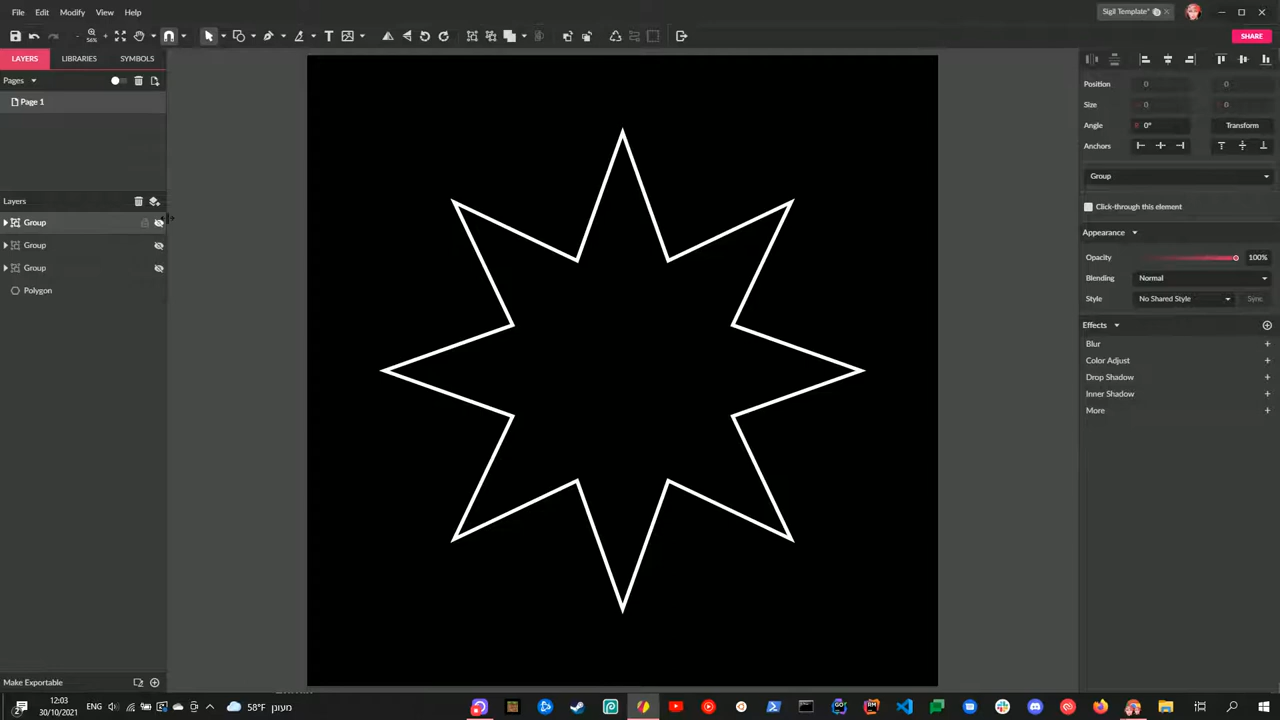 File Edit Modify View Help
Sigil Template*
56%
SHARE
LAYERS LIBRARIES SYMBOLS
Pages
Page 1
Layers
Group
Group
Group
Polygon
Position 0 0
Size 0 0
Angle 0° Transform
Anchors
Group
Click-through this element
Appearance
Opacity 100%
Blending Normal
Style No Shared Style Sync
Effects
Blur
Color Adjust
Drop Shadow
Inner Shadow
More
Make Exportable
12:03
30/10/2021
ENG
58°F
מעונן